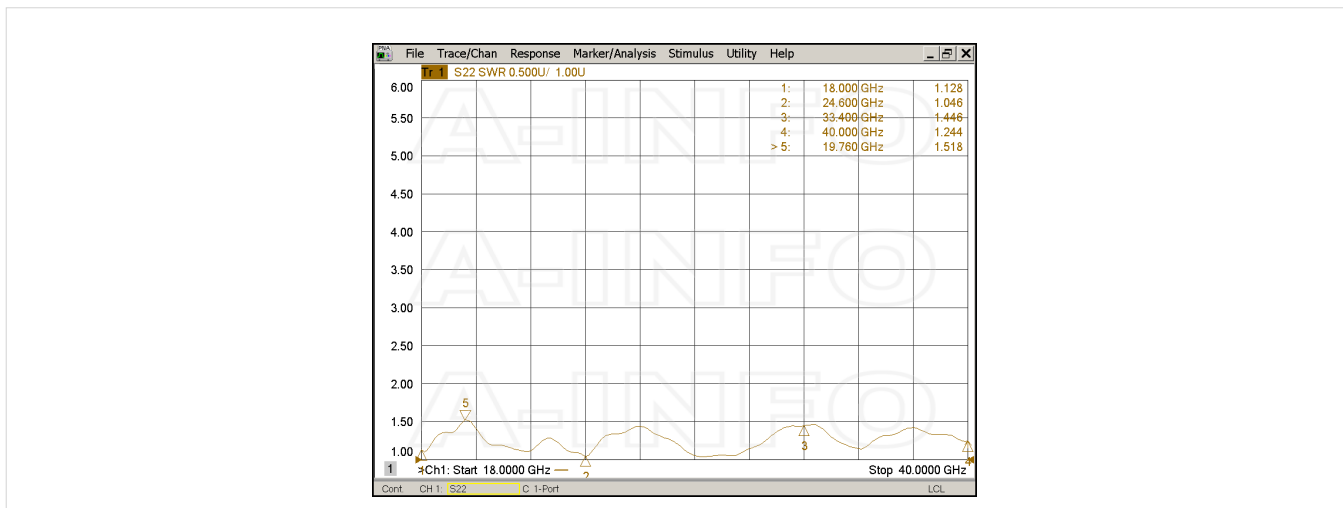 PNA
File Trace/Chan Response Marker/Analysis Stimulus Utility Help
Tr 1 S22 SWR 0.500U/ 1.00U
6.00
5.50
5.00
4.50
4.00
3.50
3.00
2.50
2.00
1.50
1.00
1: 18.000 GHz 1.128
2: 24.600 GHz 1.046
3: 33.400 GHz 1.446
4: 40.000 GHz 1.244
> 5: 19.760 GHz 1.518
A-INFO
A-INFO
A-INFO
5
3
2
4
1 >Ch1: Start 18.0000 GHz Stop 40.0000 GHz
Cont. CH 1: S22 C 1-Port LCL